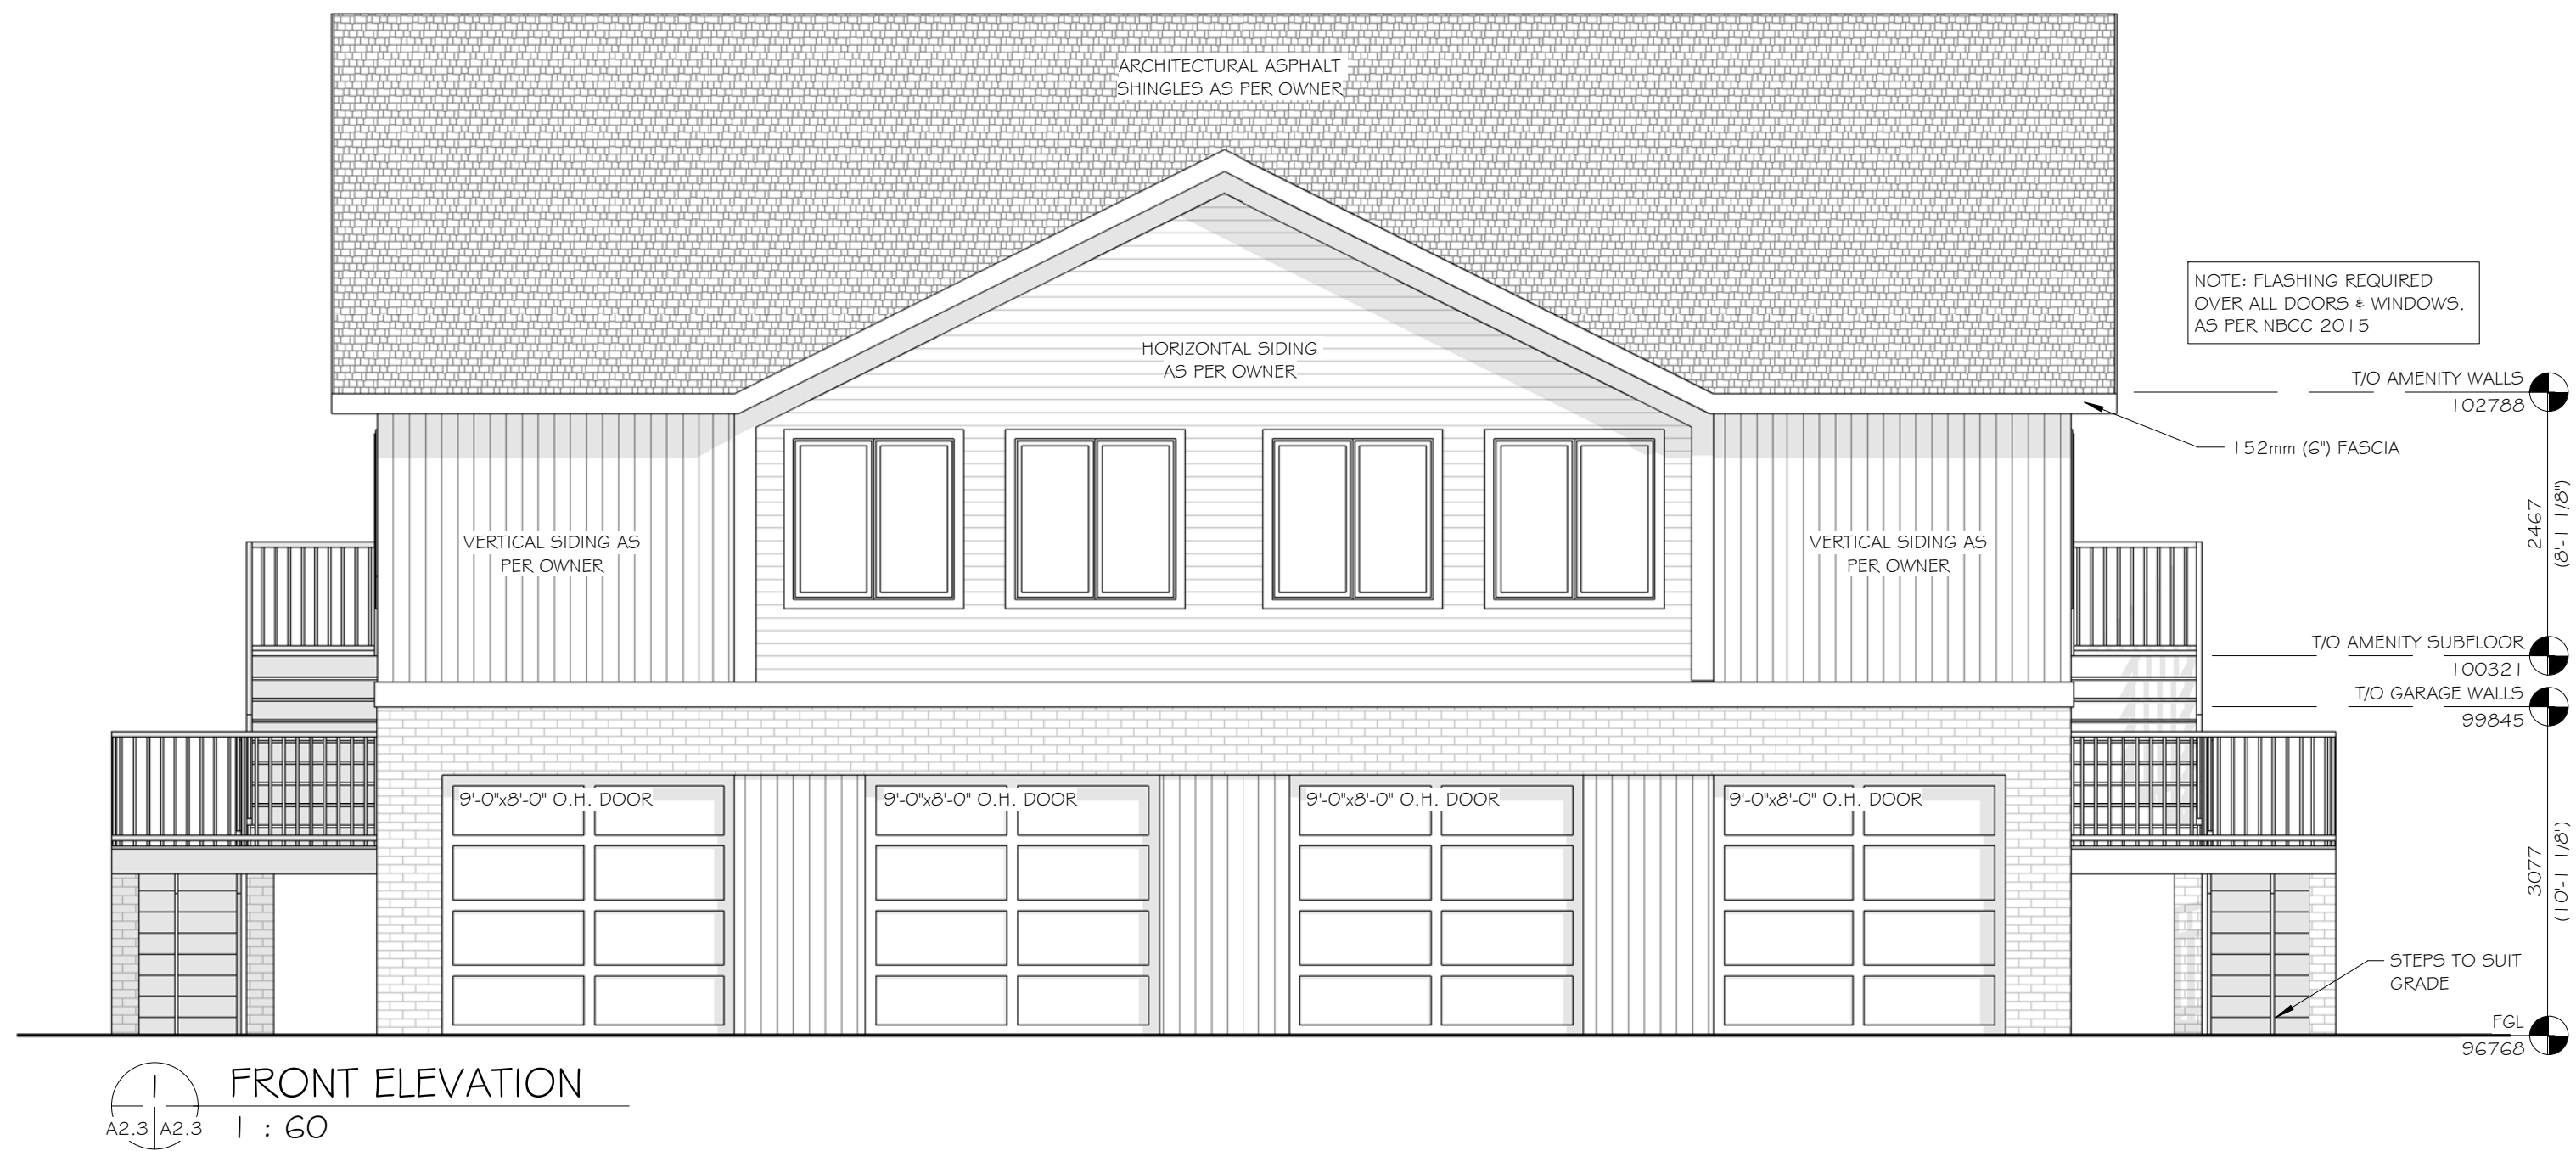 ARCHITECTURAL ASPHALT
SHINGLES AS PER OWNER
NOTE: FLASHING REQUIRED
OVER ALL DOORS & WINDOWS.
AS PER NBCC 2015
HORIZONTAL SIDING
AS PER OWNER
T/O AMENITY WALLS
102788
152mm (6") FASCIA
2467
(8'-1 1/8")
VERTICAL SIDING AS
PER OWNER
VERTICAL SIDING AS
PER OWNER
T/O AMENITY SUBFLOOR
100321
T/O GARAGE WALLS
99845
9'-0"x8'-0" O.H. DOOR
9'-0"x8'-0" O.H. DOOR
9'-0"x8'-0" O.H. DOOR
9'-0"x8'-0" O.H. DOOR
3077
(10'-1 1/8")
STEPS TO SUIT
GRADE
FGL
96768
1
A2.3 A2.3
FRONT ELEVATION
1 : 60